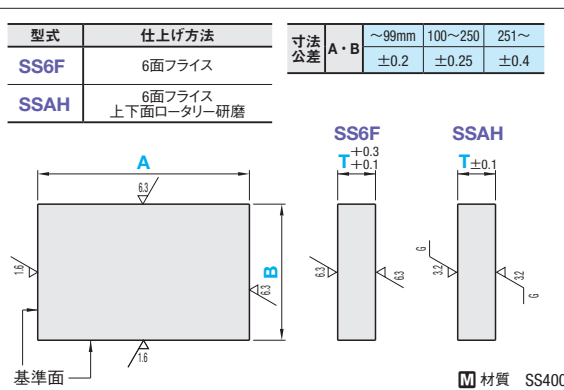 型式 仕上げ方法
SS6F 6面フライス
SSAH 6面フライス
上下面ロータリー研磨
寸法公差 A・B ～99mm 100～250 251～
±0.2 ±0.25 ±0.4
SS6F SSAH
T+0.3
+0.1
T±0.1
A
6.3
1.6
B
6.3
1.6
6.3
6.3
G
3.2
3.2
G
基準面
M 材質 SS400